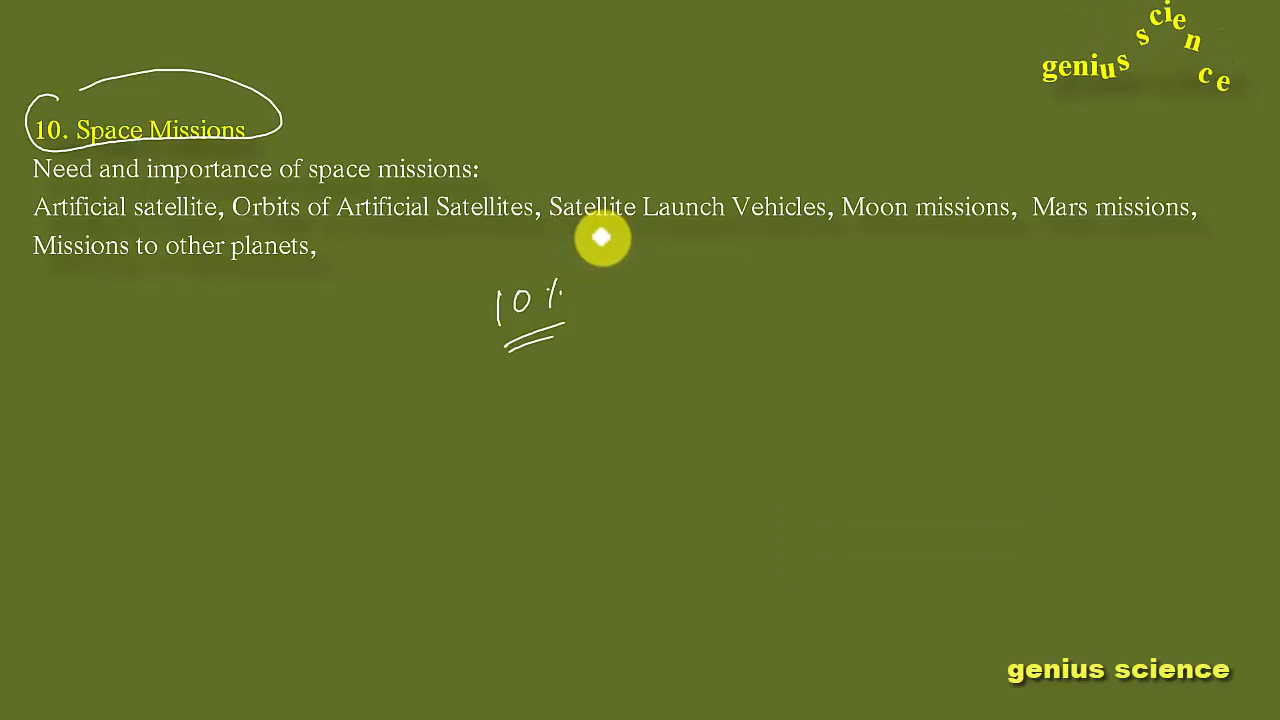 genius science
10. Space Missions
Need and importance of space missions:
Artificial satellite, Orbits of Artificial Satellites, Satellite Launch Vehicles, Moon missions, Mars missions,
Missions to other planets,
10%
genius science